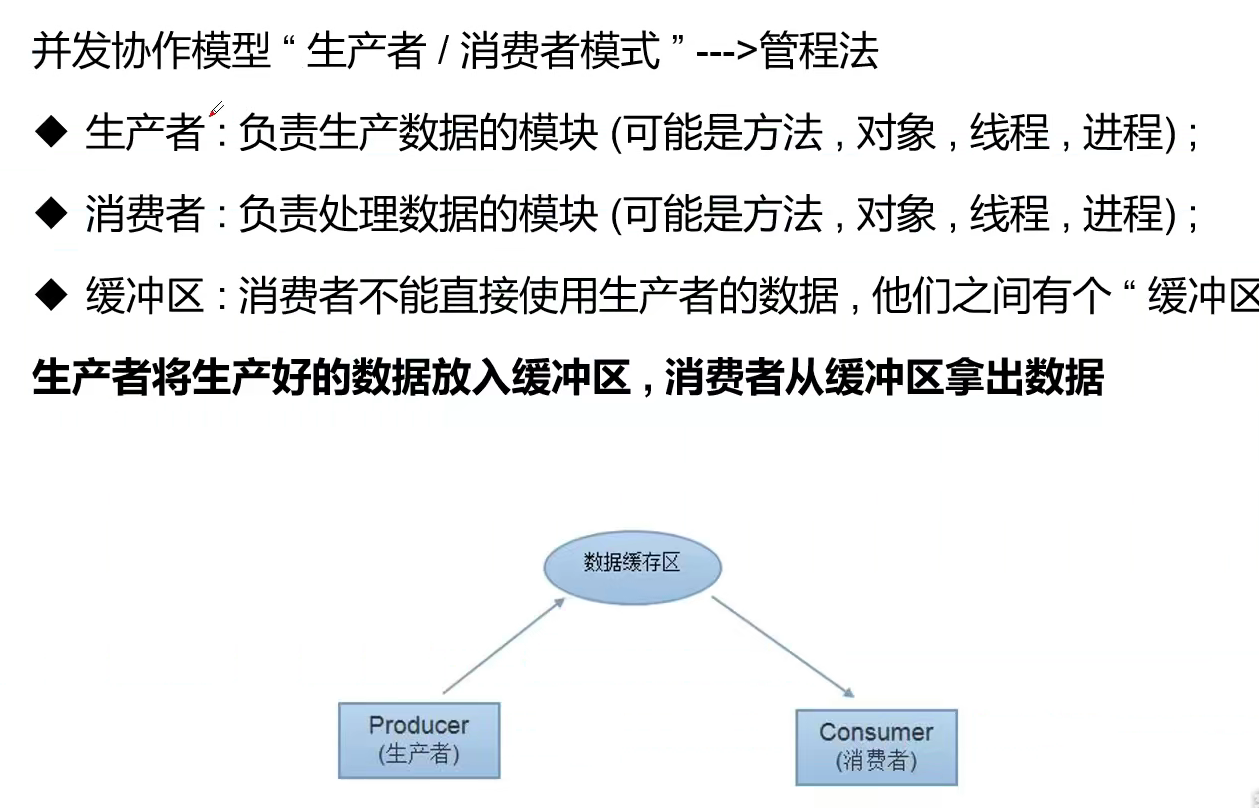 并发协作模型 “ 生产者 / 消费者模式 ” --->管程法
◆ 生产者 : 负责生产数据的模块 (可能是方法 , 对象 , 线程 , 进程) ;
◆ 消费者 : 负责处理数据的模块 (可能是方法 , 对象 , 线程 , 进程) ;
◆ 缓冲区 : 消费者不能直接使用生产者的数据 , 他们之间有个 “ 缓冲区
生产者将生产好的数据放入缓冲区 , 消费者从缓冲区拿出数据
数据缓存区
Producer
(生产者)
Consumer
(消费者)